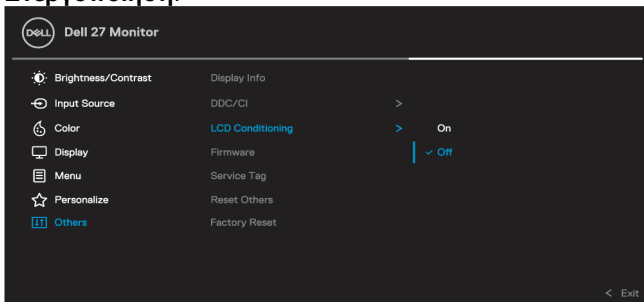 Ενεργοποίηση.
DELL Dell 27 Monitor
Brightness/Contrast Display Info
Input Source DDC/CI >
Color LCD Conditioning > On
Display Firmware ✓ Off
Menu Service Tag
Personalize Reset Others
Others Factory Reset
< Exit